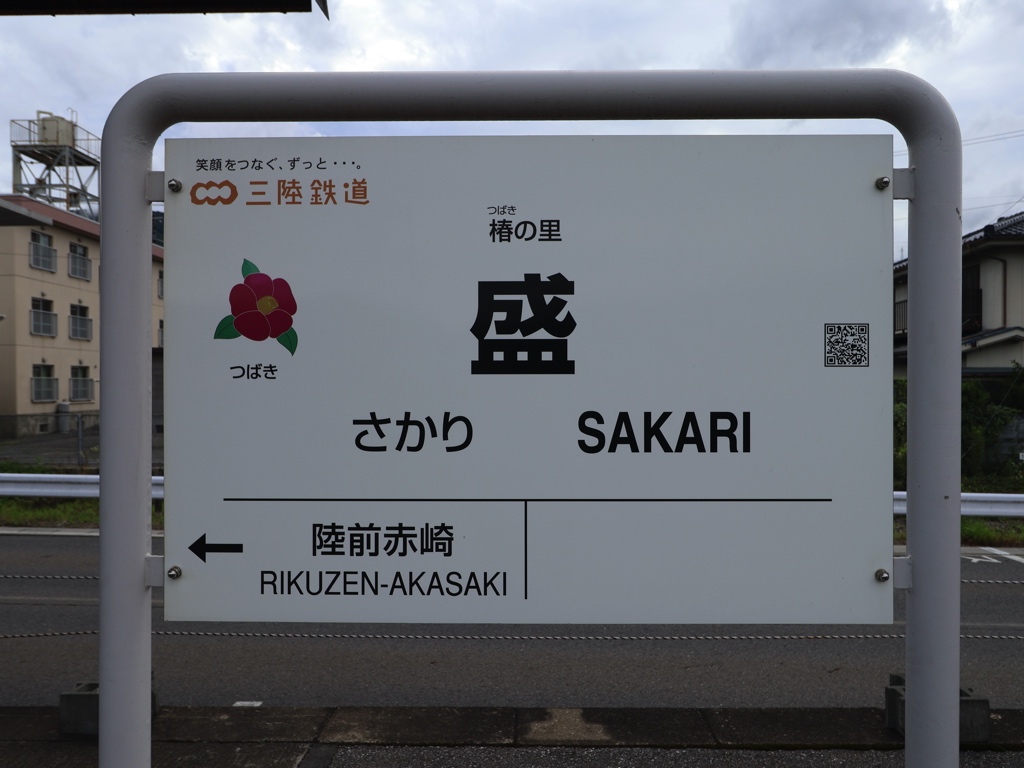 笑顔をつなぐ、ずっと・・・。
三陸鉄道
つばき
椿の里
盛
つばき
さかり SAKARI
陸前赤崎
RIKUZEN-AKASAKI